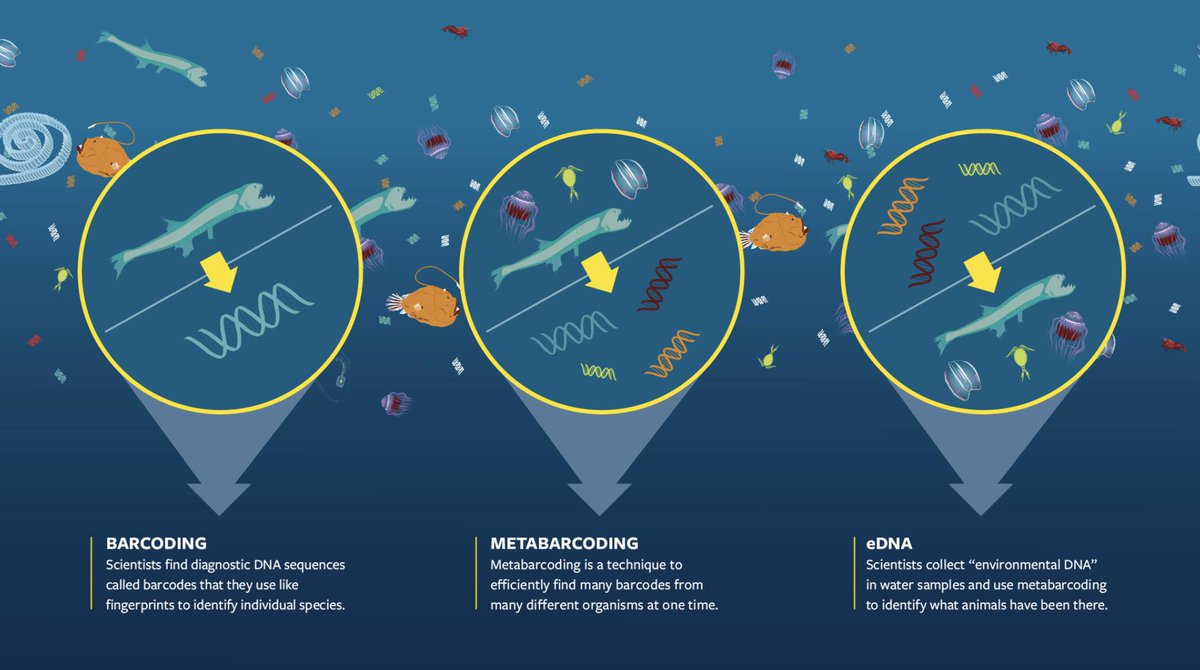 BARCODING
Scientists find diagnostic DNA sequences
called barcodes that they use like
fingerprints to identify individual species.
METABARCODING
Metabarcoding is a technique to
efficiently find many barcodes from
many different organisms at one time.
eDNA
Scientists collect “environmental DNA”
in water samples and use metabarcoding
to identify what animals have been there.